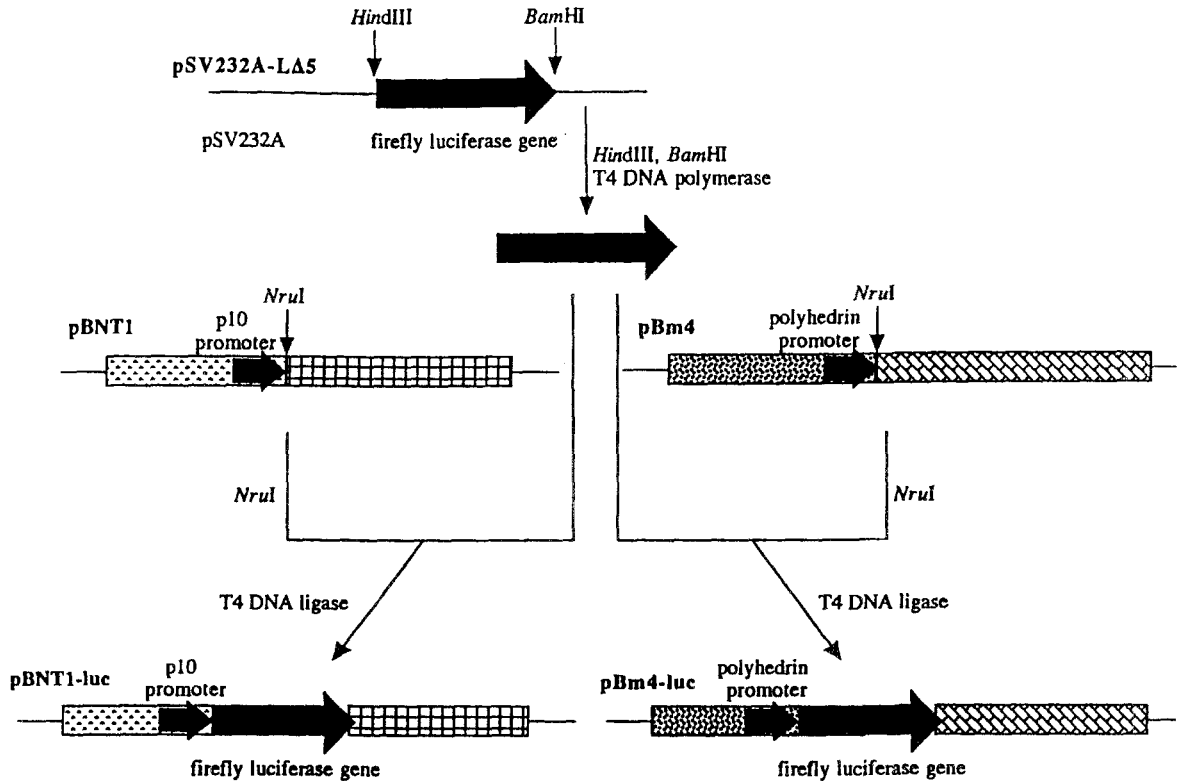 HindIII
BamHI
pSV232A-LΔ5
pSV232A
firefly luciferase gene
HindIII, BamHI
T4 DNA polymerase
NruI
pBNT1
p10
promoter
NruI
pBm4
polyhedrin
promoter
NruI
NruI
T4 DNA ligase
T4 DNA ligase
pBNT1-luc
p10
promoter
pBm4-luc
polyhedrin
promoter
firefly luciferase gene
firefly luciferase gene